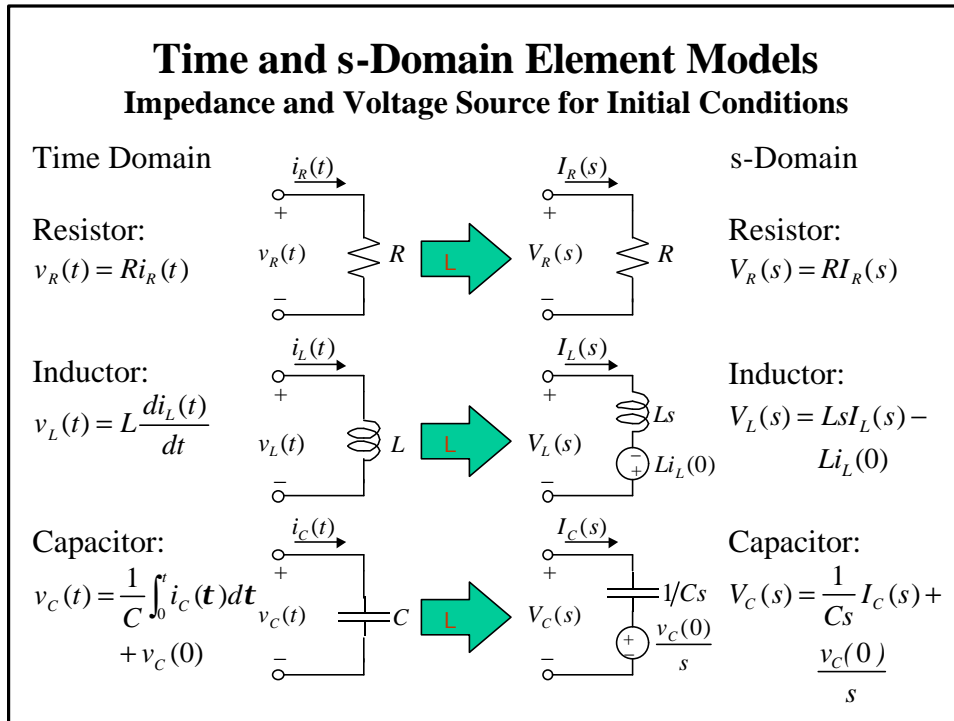 Time and s-Domain Element Models
Impedance and Voltage Source for Initial Conditions
Time Domain
s-Domain
Resistor:
v_R(t) = Ri_R(t)
i_R(t)
+
v_R(t)
−
R
L
I_R(s)
+
V_R(s)
−
R
Resistor:
V_R(s) = RI_R(s)
Inductor:
v_L(t) = L di_L(t)/dt
i_L(t)
+
v_L(t)
−
L
L
I_L(s)
+
V_L(s)
−
Ls
−
+
Li_L(0)
Inductor:
V_L(s) = LsI_L(s) −
Li_L(0)
Capacitor:
v_C(t) = 1/C ∫_0^t i_C(t)dt
+ v_C(0)
i_C(t)
+
v_C(t)
−
C
L
I_C(s)
+
V_C(s)
−
1/Cs
+
−
v_C(0)/s
Capacitor:
V_C(s) = 1/Cs I_C(s) +
v_C(0)/s